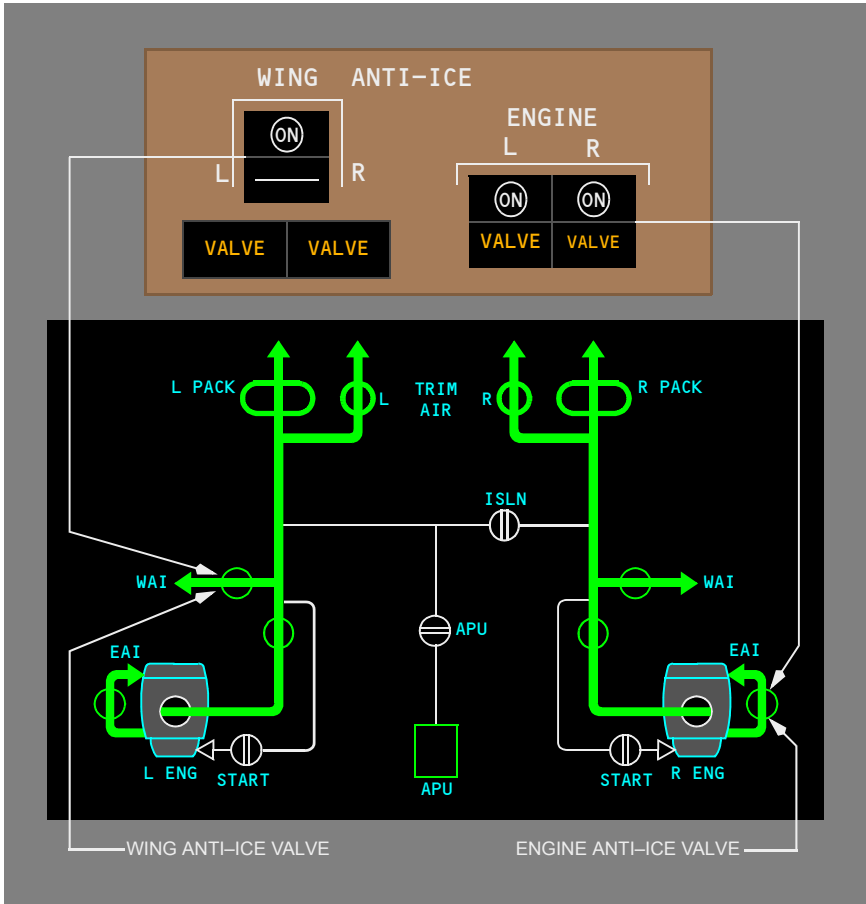 WING ANTI–ICE
ON
L R
VALVE VALVE
ENGINE
L R
ON ON
VALVE VALVE
L PACK
L
TRIM
AIR
R
R PACK
ISLN
WAI
WAI
APU
EAI
EAI
L ENG
START
APU
START
R ENG
WING ANTI–ICE VALVE
ENGINE ANTI–ICE VALVE